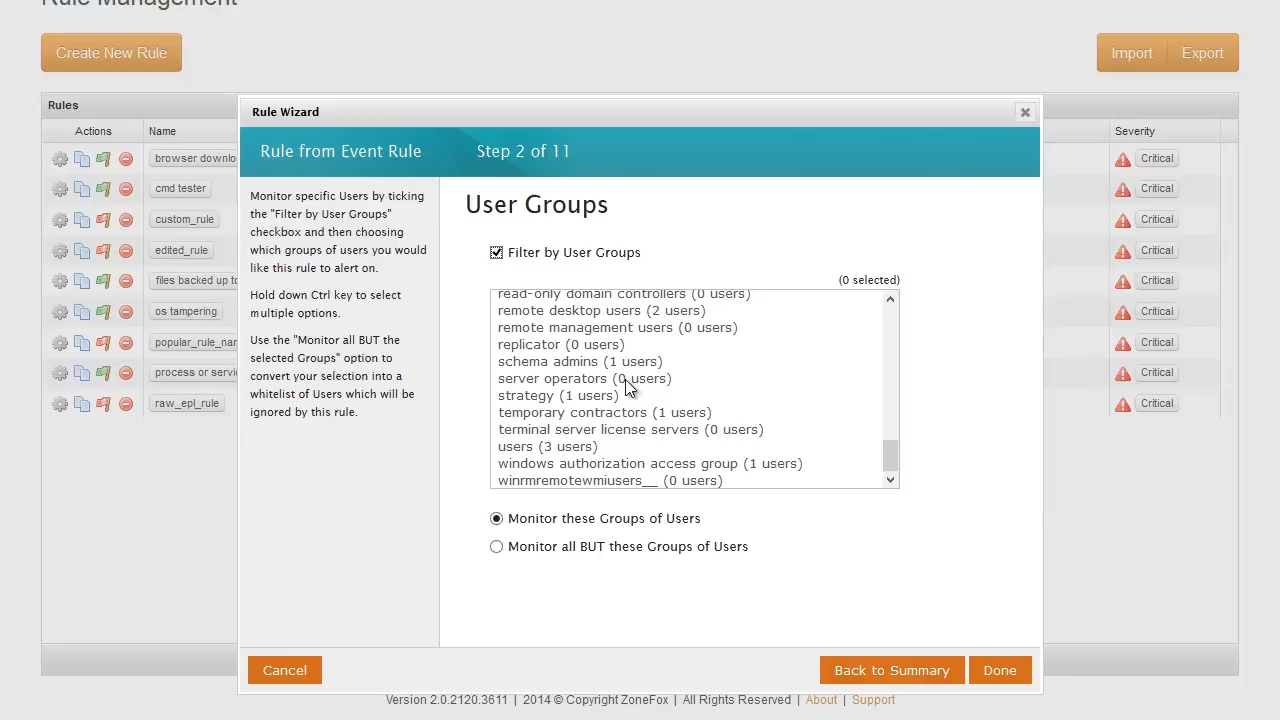 Rule Management
Create New Rule
Import
Export
Rules
Actions
Name
Severity
browser downlo
Critical
cmd tester
Critical
custom_rule
Critical
edited_rule
Critical
files backed up to
Critical
os tampering
Critical
popular_rule_nam
Critical
process or servic
Critical
raw_epl_rule
Critical
Rule Wizard
Rule from Event Rule
Step 2 of 11
Monitor specific Users by ticking
the "Filter by User Groups"
checkbox and then choosing
which groups of users you would
like this rule to alert on.
Hold down Ctrl key to select
multiple options.
Use the "Monitor all BUT the
selected Groups" option to
convert your selection into a
whitelist of Users which will be
ignored by this rule.
User Groups
Filter by User Groups
(0 selected)
read-only domain controllers (0 users)
remote desktop users (2 users)
remote management users (0 users)
replicator (0 users)
schema admins (1 users)
server operators (0 users)
strategy (1 users)
temporary contractors (1 users)
terminal server license servers (0 users)
users (3 users)
windows authorization access group (1 users)
winrmremotewmiusers__ (0 users)
Monitor these Groups of Users
Monitor all BUT these Groups of Users
Cancel
Back to Summary
Done
Version 2.0.2120.3611 | 2014 © Copyright ZoneFox | All Rights Reserved | About | Support